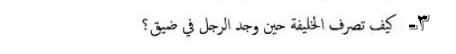 ٣- كيف تصرف الخليفة حين وجد الرجل في ضيق؟